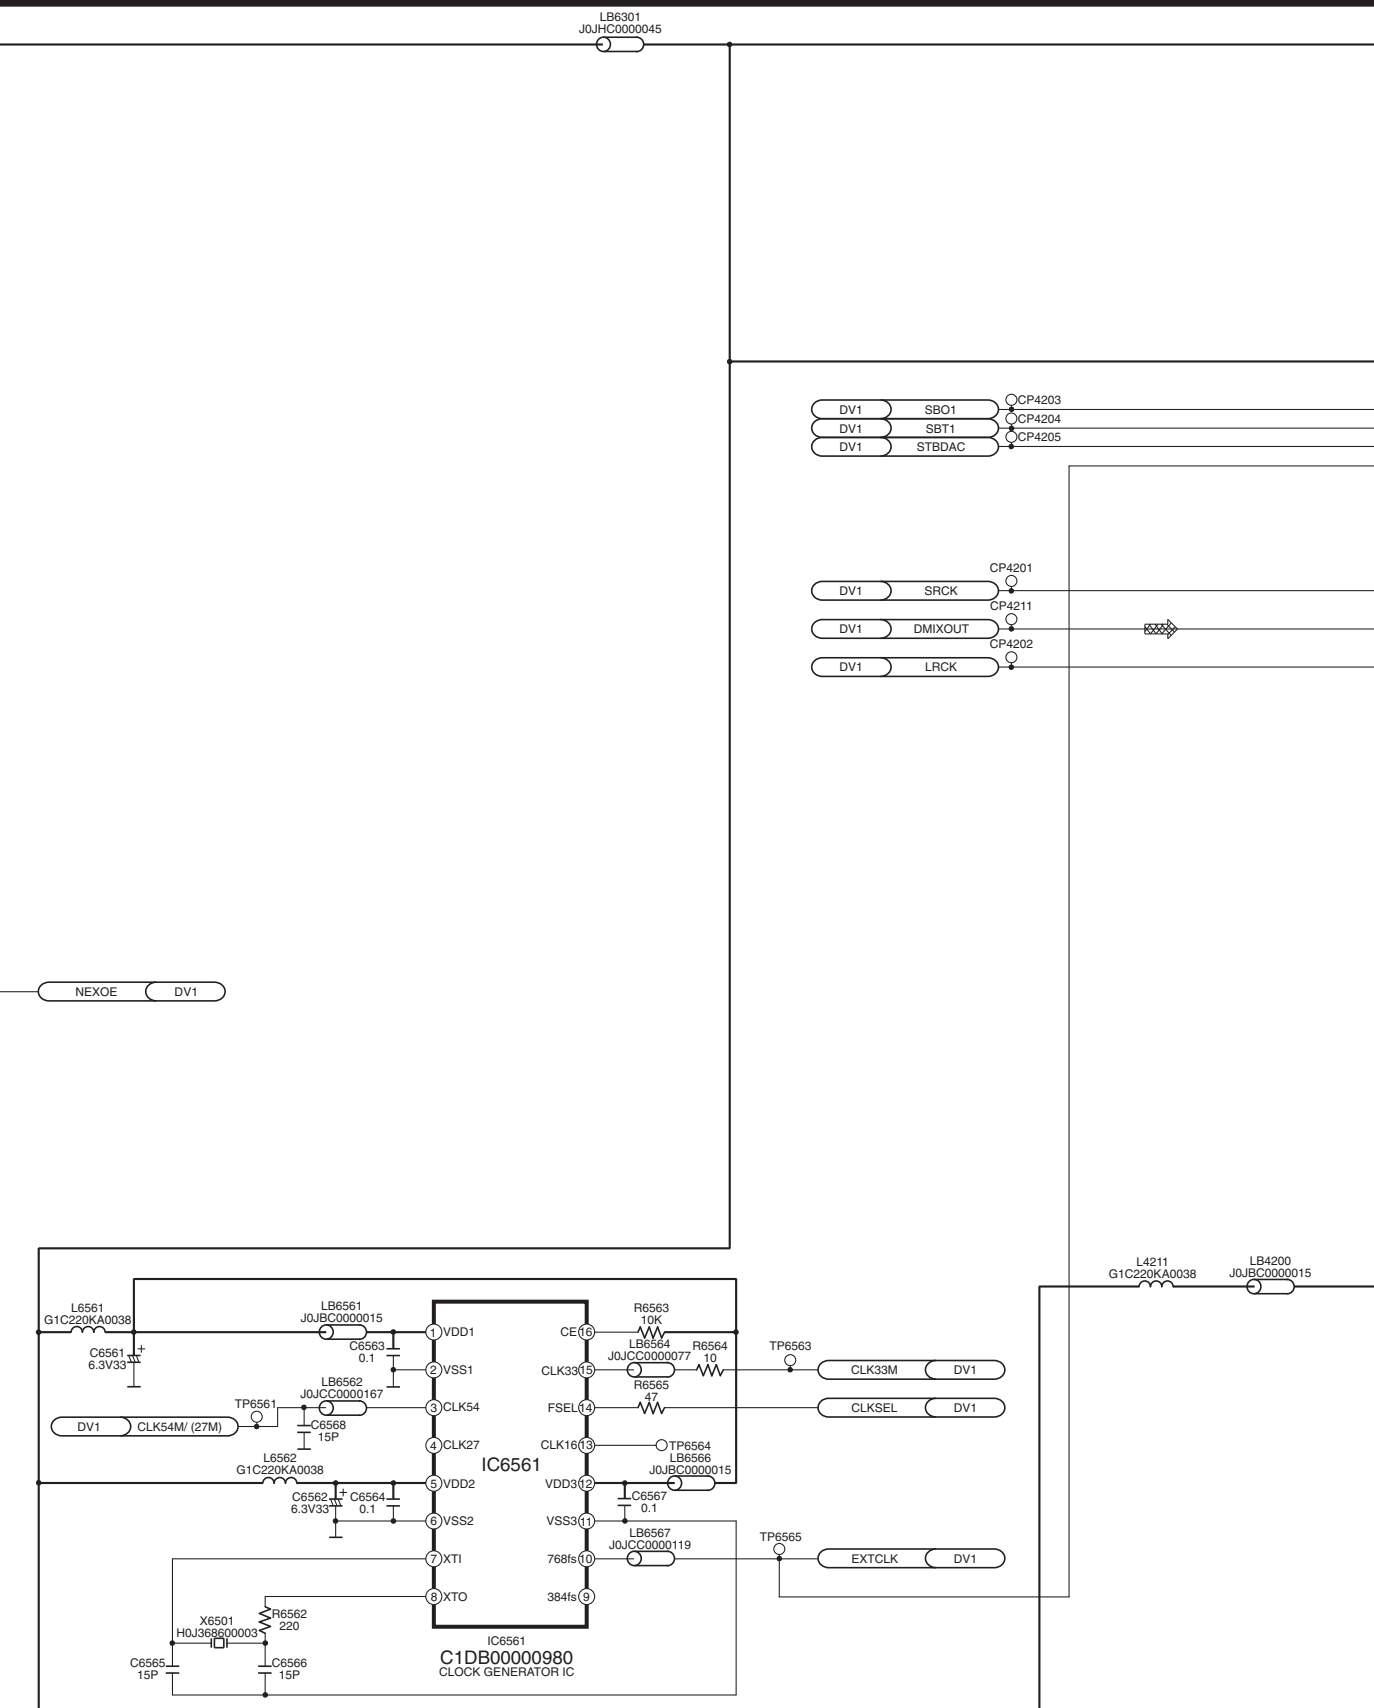 LB6301
J0JHC0000045
DV1 SBO1 CP4203
DV1 SBT1 CP4204
DV1 STBDAC CP4205
CP4201
DV1 SRCK
CP4211
DV1 DMIXOUT
CP4202
DV1 LRCK
NEXOE DV1
L4211
G1C220KA0038
LB4200
J0JBC0000015
L6561
G1C220KA0038
C6561
6.3V33
+
LB6561
J0JBC0000015
C6563
0.1
LB6562
J0JCC0000167
TP6561
DV1 CLK54M/ (27M)
C6568
15P
L6562
G1C220KA0038
C6562
6.3V33
+
C6564
0.1
1 VDD1
2 VSS1
3 CLK54
4 CLK27
5 VDD2
6 VSS2
7 XTI
8 XTO
IC6561
CE 16
CLK33 15
FSEL 14
CLK16 13
VDD3 12
VSS3 11
768fs 10
384fs 9
R6563
10K
LB6564
J0JCC0000077
R6564
10
TP6563
CLK33M DV1
R6565
47
CLKSEL DV1
TP6564
LB6566
J0JBC0000015
C6567
0.1
LB6567
J0JCC0000119
TP6565
EXTCLK DV1
R6562
220
X6501
H0J368600003
C6565
15P
C6566
15P
IC6561
C1DB00000980
CLOCK GENERATOR IC